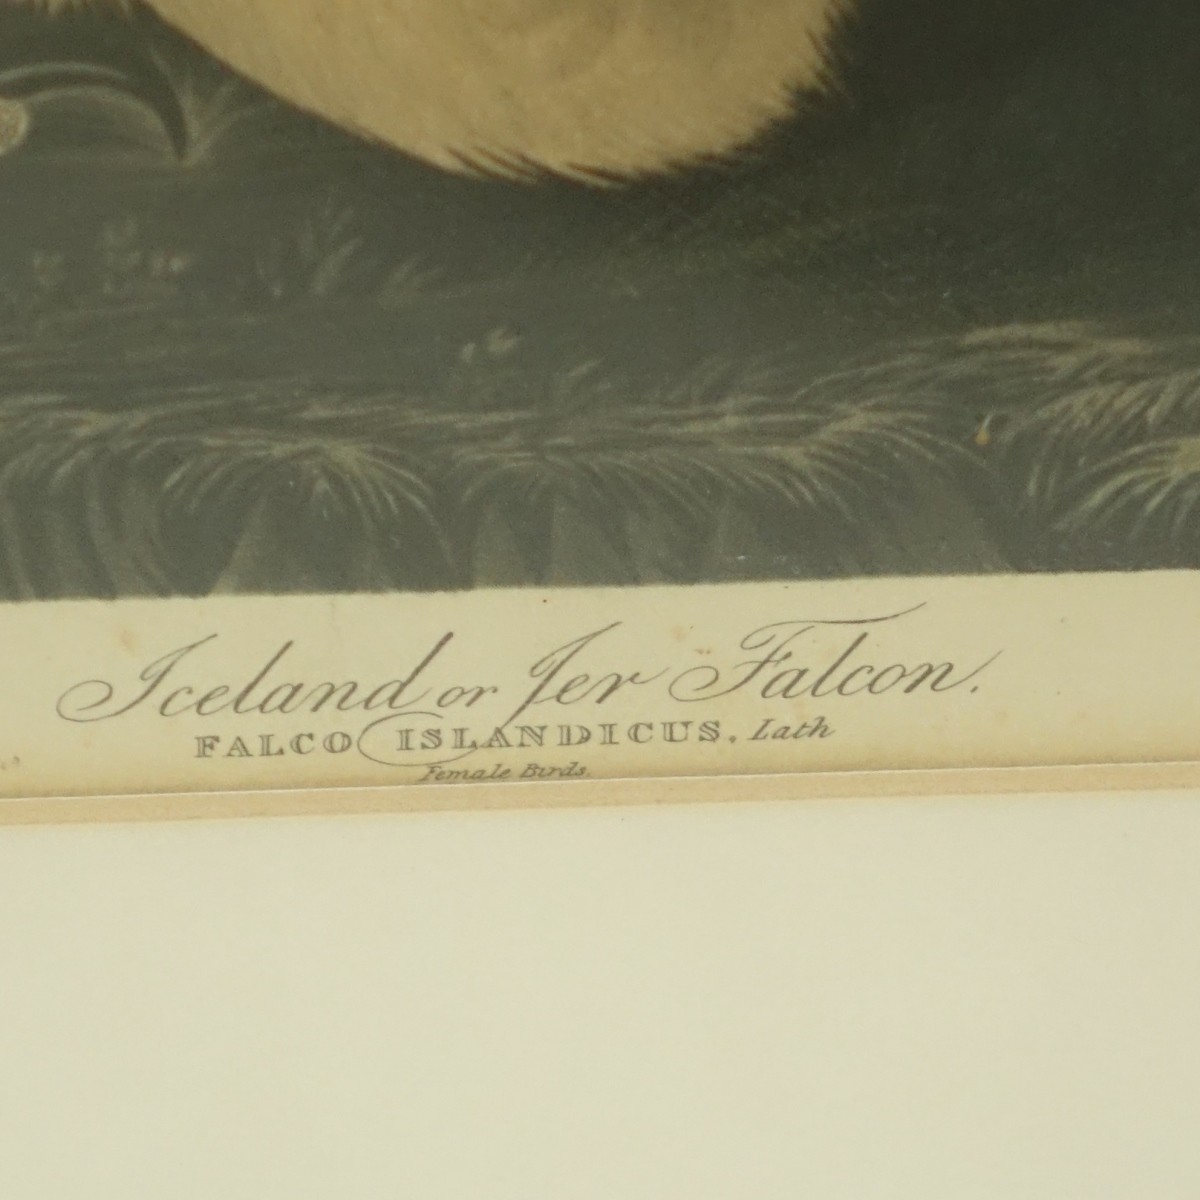 Iceland or Jer Falcon.
FALCO ISLANDICUS. Lath
Female Birds.